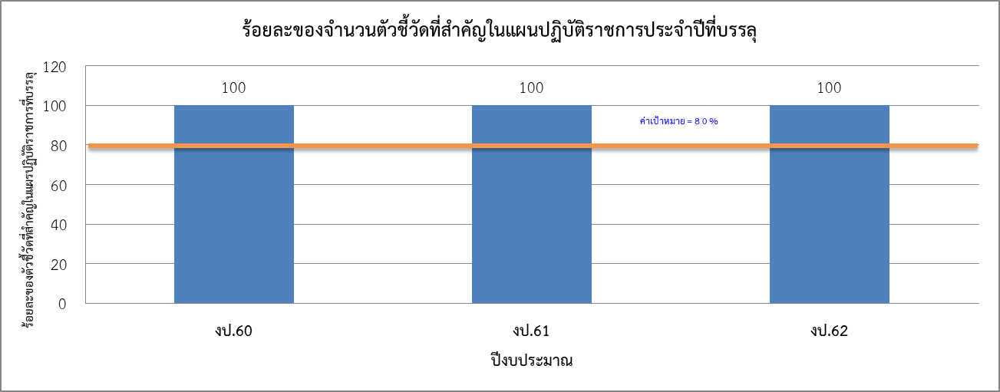 ร้อยละของจำนวนตัวชี้วัดที่สำคัญในแผนปฏิบัติราชการประจำปีที่บรรลุ
ร้อยละของตัวชี้วัดที่สำคัญในแผรปฏิบัติราชการที่บรรลุ
120
100
80
60
40
20
0
100
100
100
ค่าเป้าหมาย = 8 0 %
งป.60
งป.61
งป.62
ปีงบประมาณ